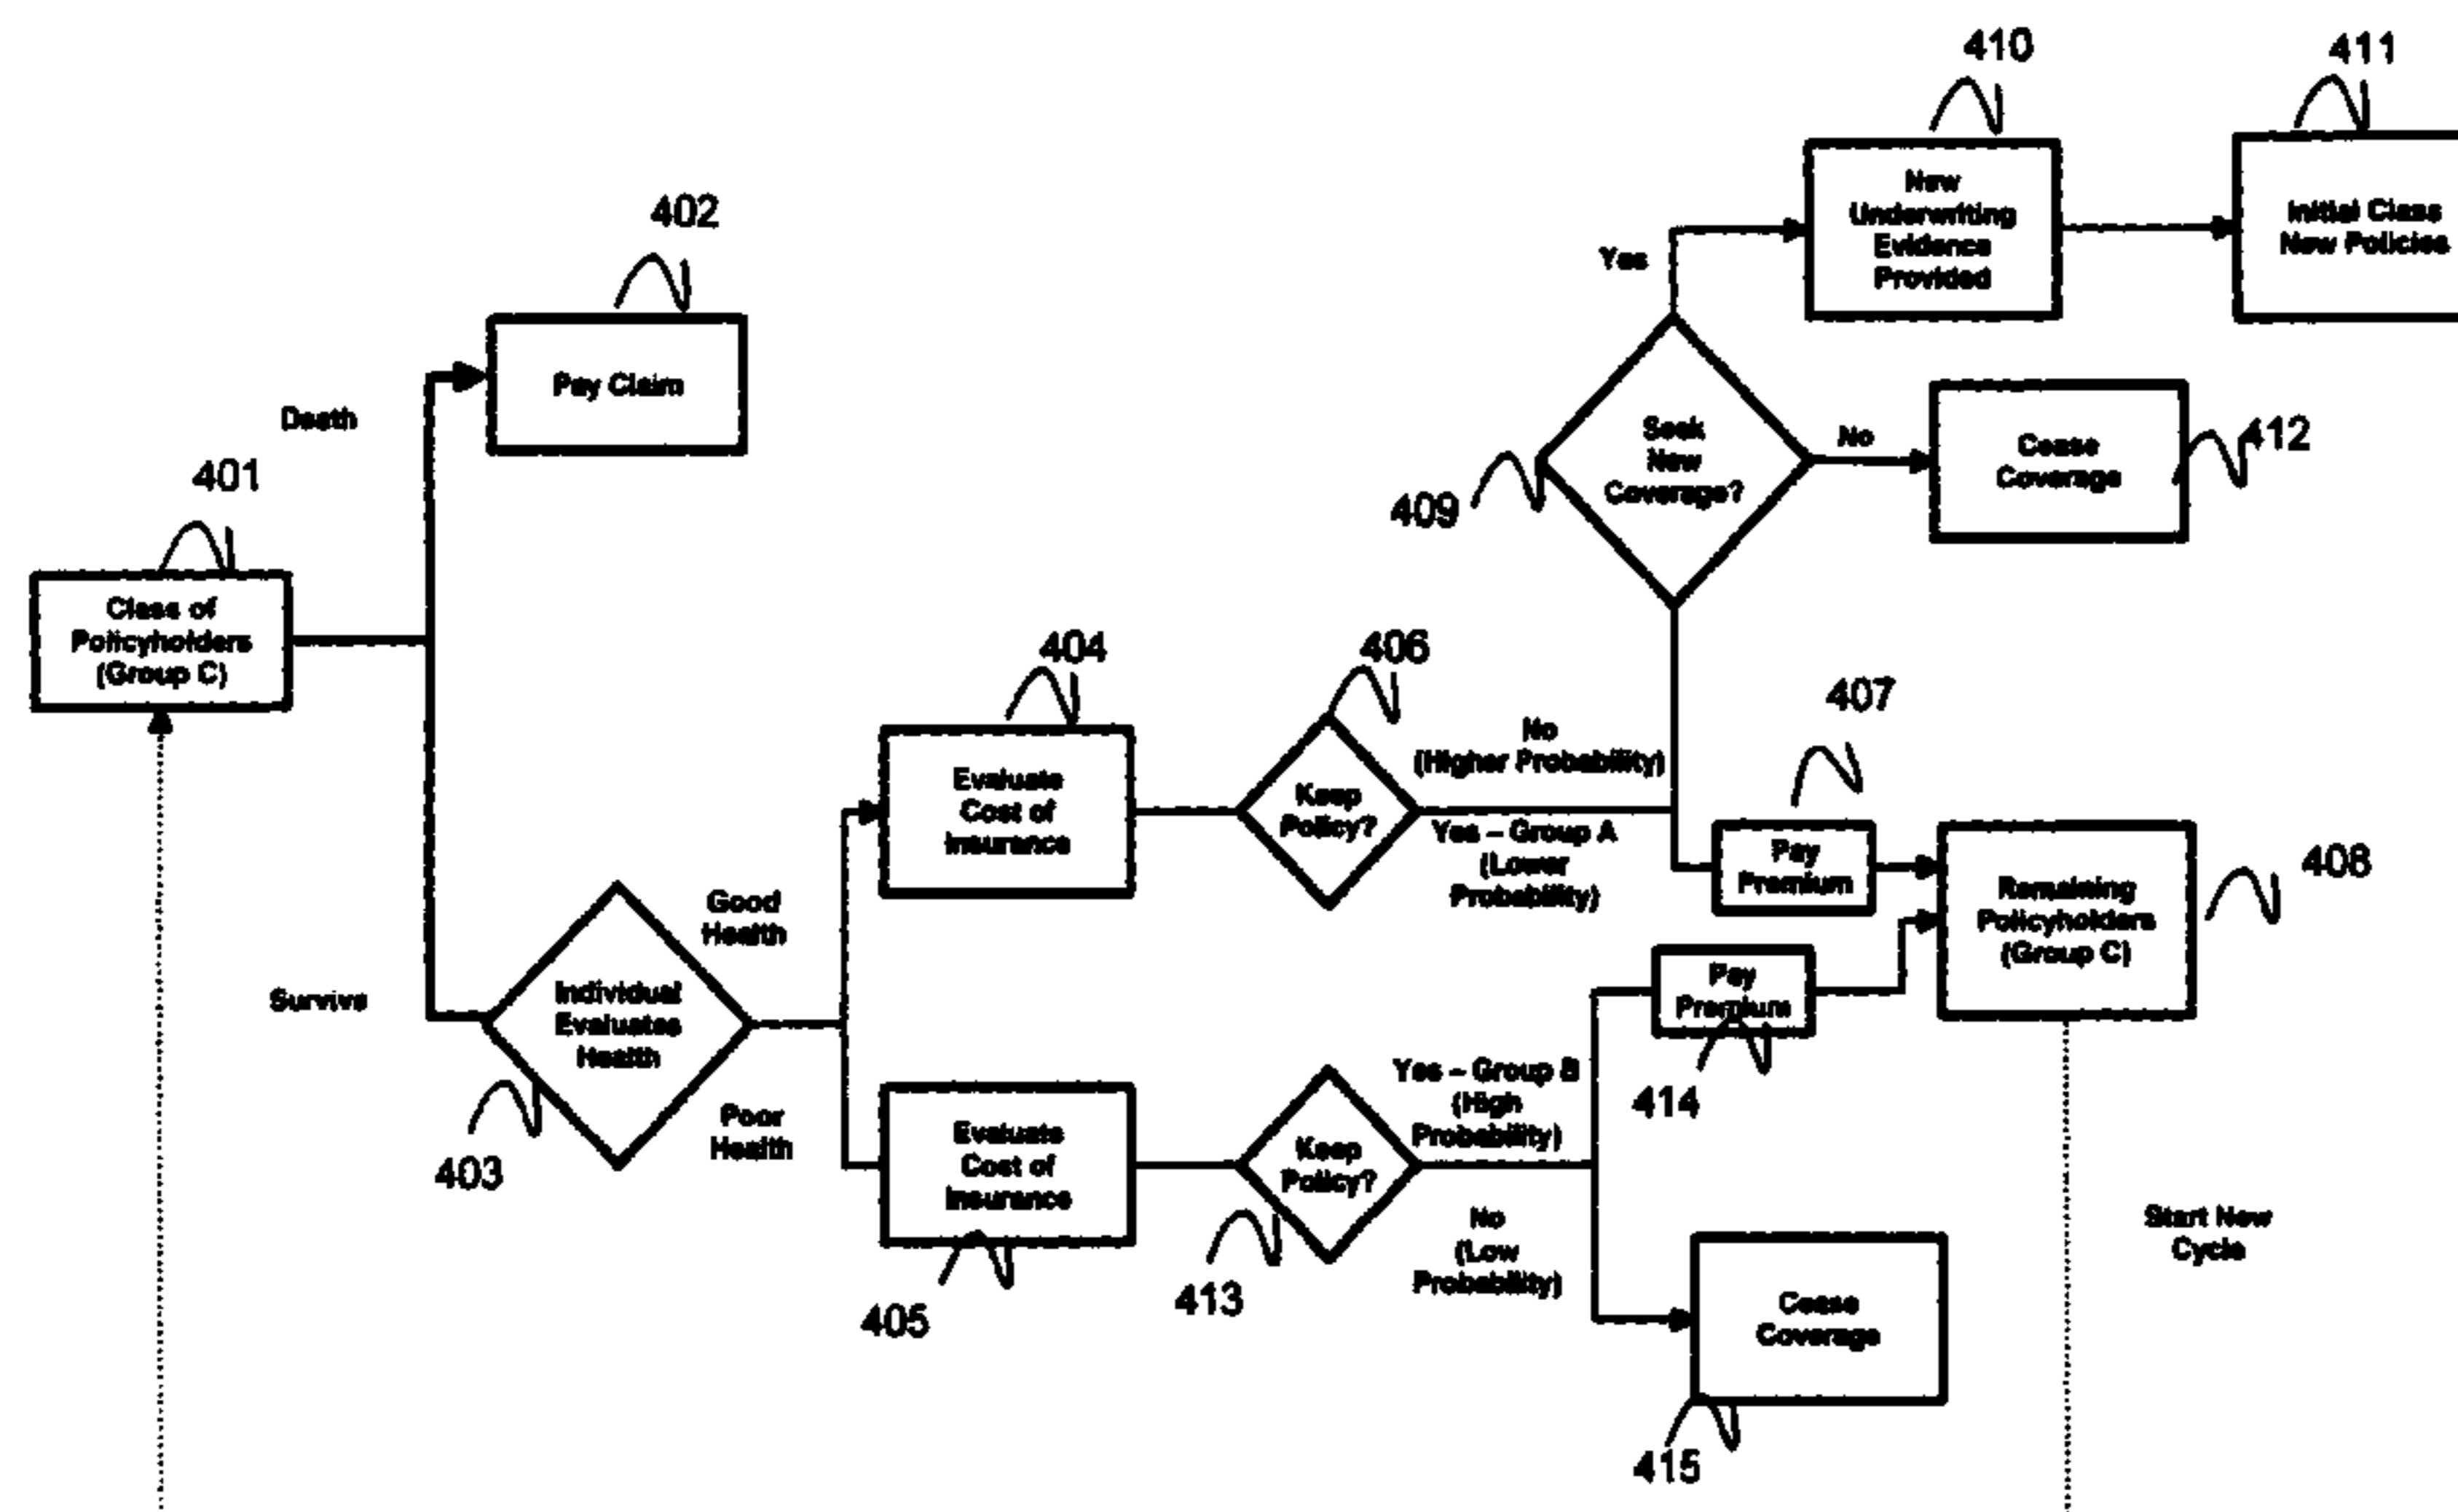 410
411
402
New
Underwriting
Evidence
Provided
Initial Class
New Policies
Yes
Pay Claim
Death
Seek
New
Coverage?
No
Cease
Coverage
412
401
409
Class of
Policyholders
(Group C)
404
406
407
No
(Higher Probability)
Evaluate
Cost of
Insurance
Keep
Policy?
Yes – Group A
(Lower
Probability)
Pay
Premium
408
Remaining
Policyholders
(Group C)
Good
Health
Survive
Individual
Evaluates
Health
Pay
Premium
Yes – Group B
(High
Probability)
414
Poor
Health
403
Evaluate
Cost of
Insurance
Keep
Policy?
No
(Low
Probability)
Start New
Cycle
405
413
Cease
Coverage
415